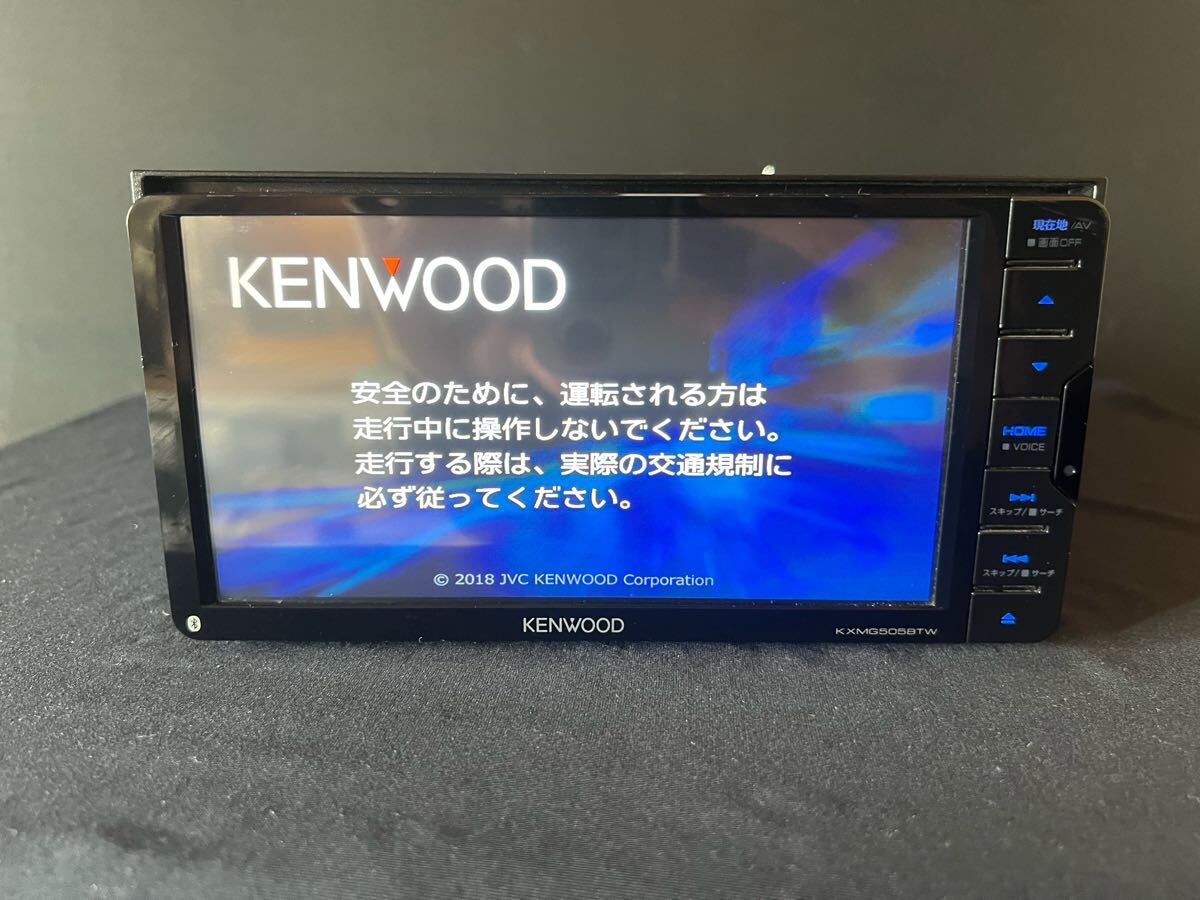 KENWOOD
安全のために、運転される方は
走行中に操作しないでください。
走行する際は、実際の交通規制に
必ず従ってください。
© 2018 JVC KENWOOD Corporation
KENWOOD
KXMG505BTW
現在地 /AV
■ 画面OFF
HOME
■ VOICE
スキップ/■サーチ
スキップ/■サーチ